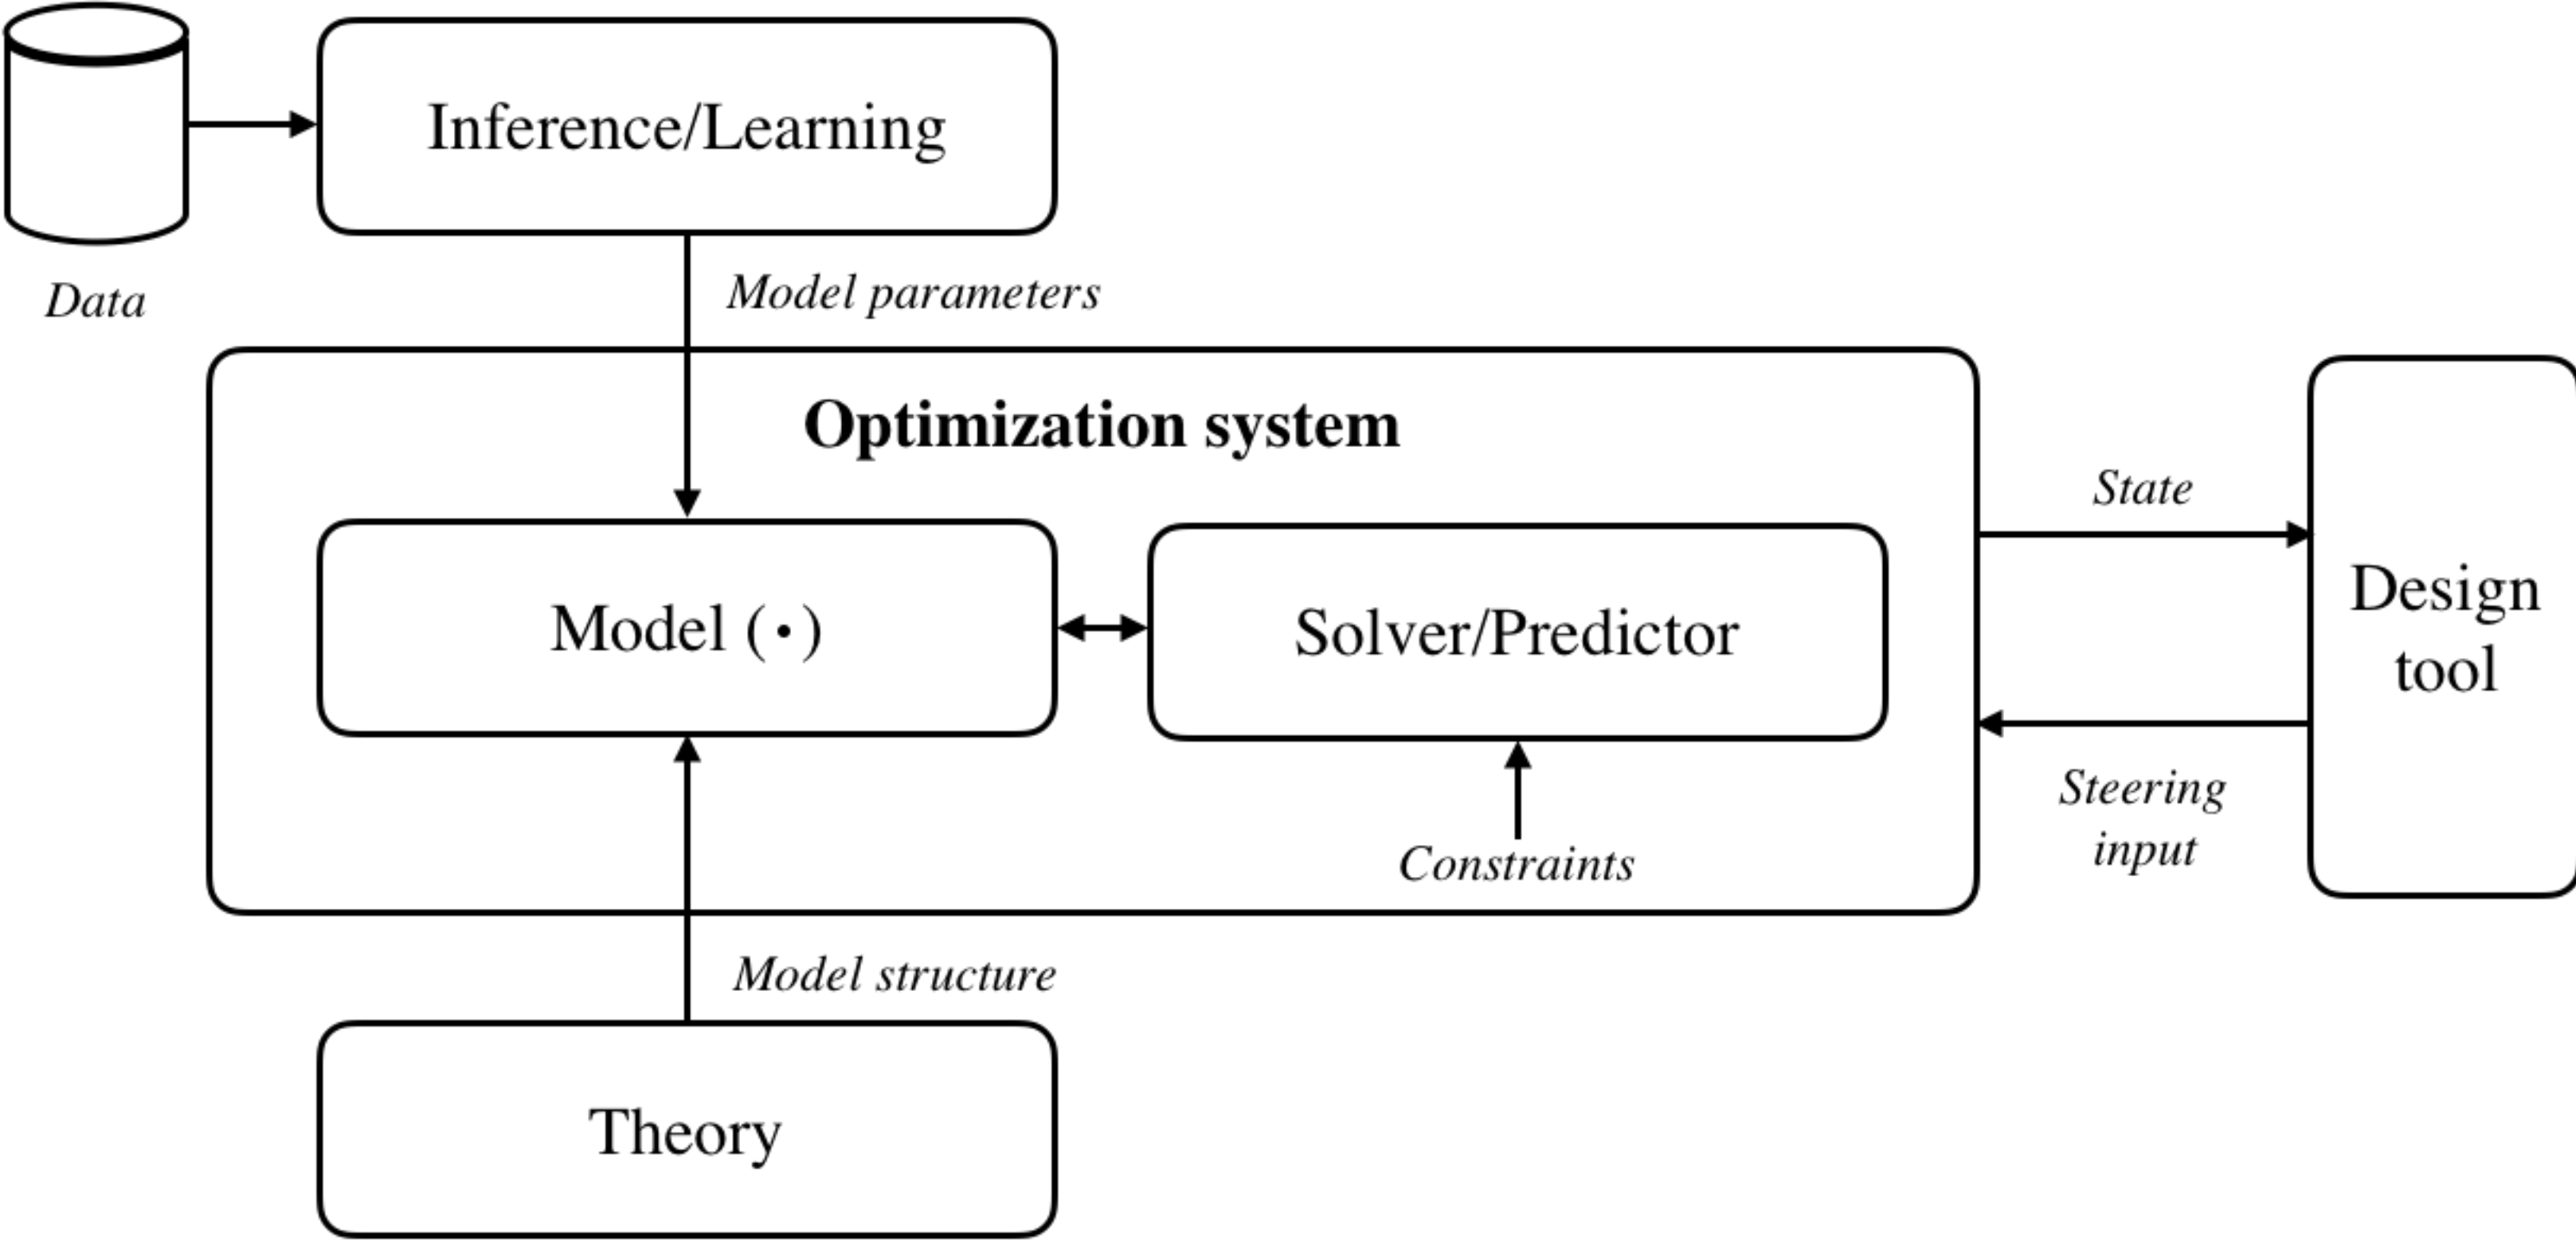 Inference/Learning
Data
Model parameters
Optimization system
Model (·)
Solver/Predictor
Constraints
State
Design
tool
Steering
input
Model structure
Theory